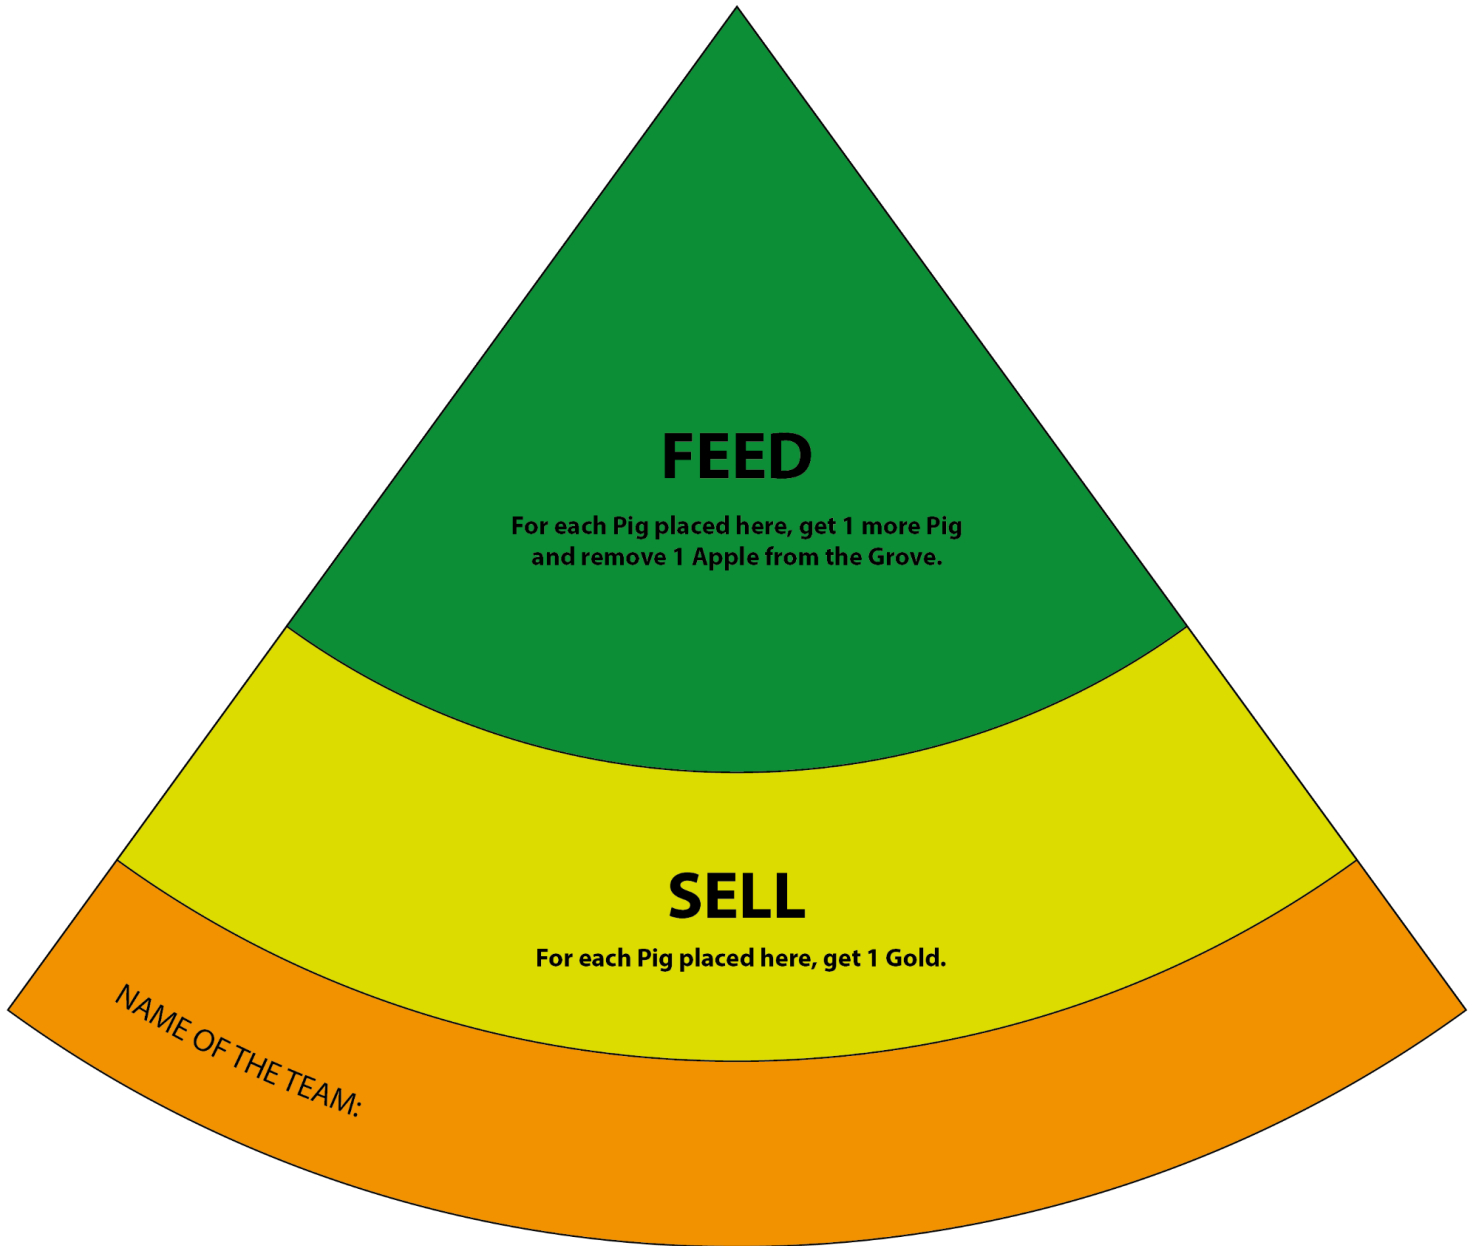 FEED
For each Pig placed here, get 1 more Pig
and remove 1 Apple from the Grove.
SELL
For each Pig placed here, get 1 Gold.
NAME OF THE TEAM: